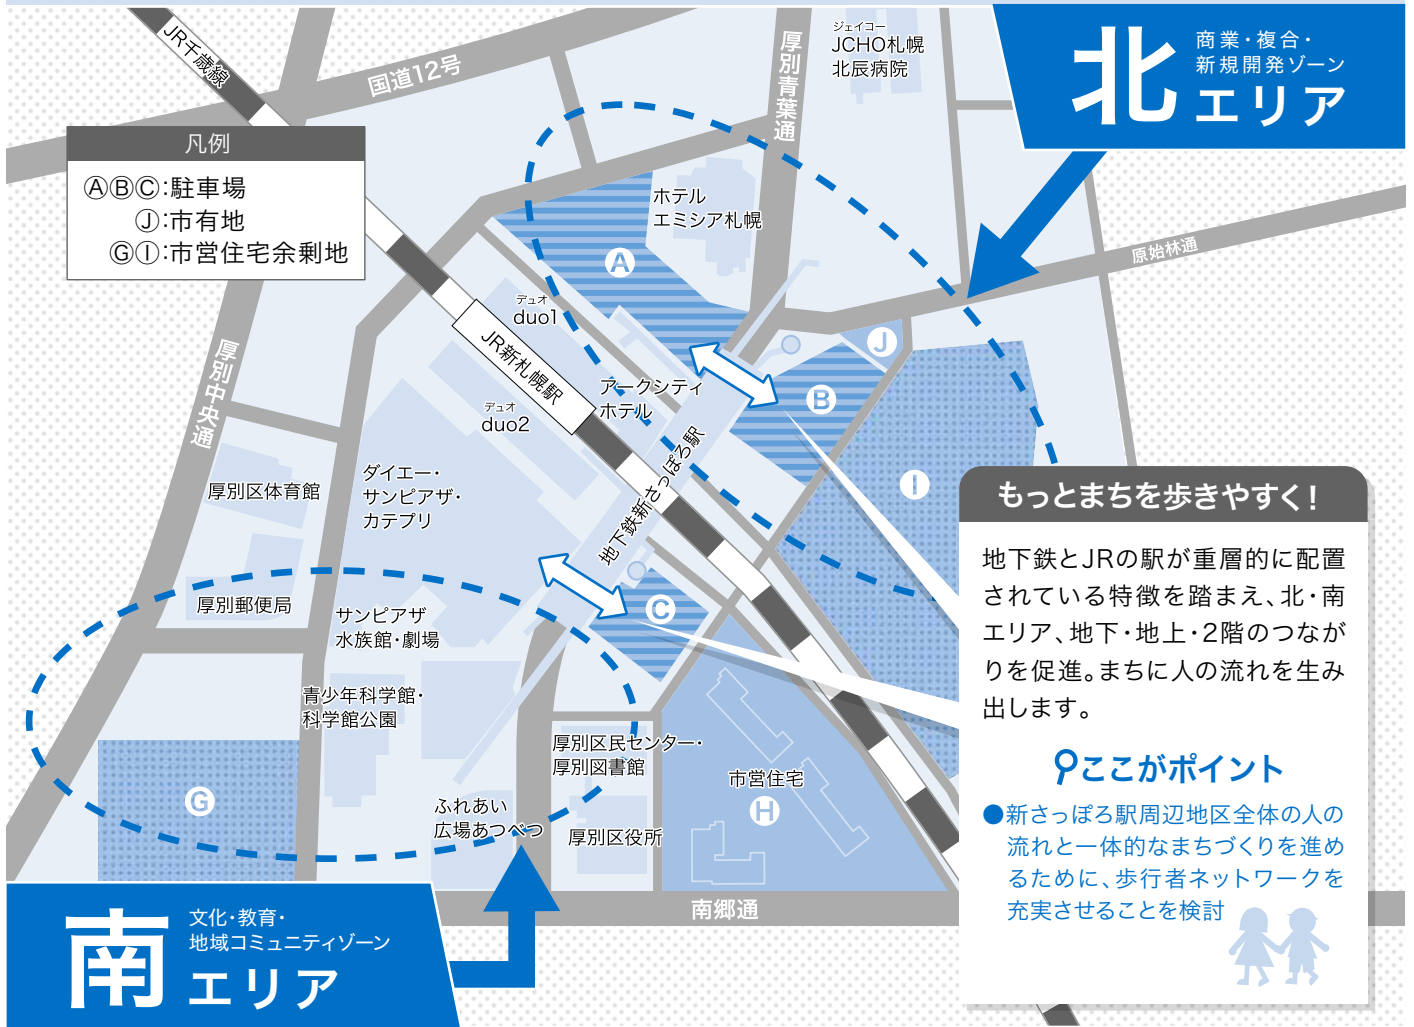 北
商業・複合・
新規開発ゾーン
エリア
JR千歳線
国道12号
厚別青葉通
ジェイコー
JCHO札幌
北辰病院
凡例
ⒶⒷⒸ:駐車場
Ⓙ:市有地
ⒼⒾ:市営住宅余剰地
ホテル
エミシア札幌
原始林通
A
デュオ
duo1
JR新札幌駅
J
厚別中央通
アークシティ
ホテル
B
デュオ
duo2
地下鉄新さっぽろ駅
ダイエー・
サンピアザ・
カテプリ
厚別区体育館
I
もっとまちを歩きやすく!
地下鉄とJRの駅が重層的に配置
されている特徴を踏まえ、北・南
エリア、地下・地上・2階のつなが
りを促進。まちに人の流れを生み
出します。
ここがポイント
●新さっぽろ駅周辺地区全体の人の
流れと一体的なまちづくりを進め
るために、歩行者ネットワークを
充実させることを検討
厚別郵便局
サンピアザ
水族館・劇場
C
青少年科学館・
科学館公園
厚別区民センター・
厚別図書館
市営住宅
H
G
ふれあい
広場あつべつ
厚別区役所
南郷通
南
文化・教育・
地域コミュニティゾーン
エリア